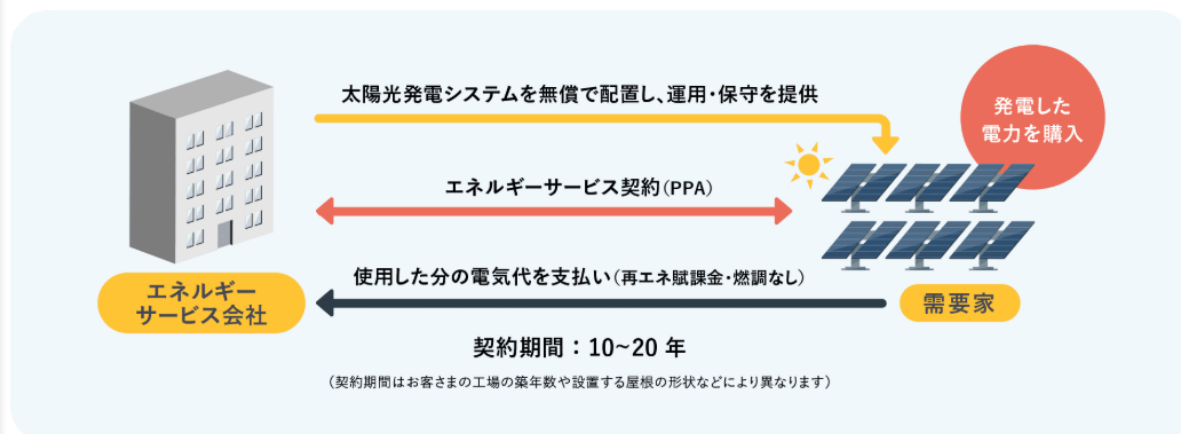 太陽光発電システムを無償で配置し、運用・保守を提供
発電した
電力を購入
エネルギーサービス契約(PPA)
使用した分の電気代を支払い(再エネ賦課金・燃調なし)
エネルギー
サービス会社
需要家
契約期間：10~20 年
(契約期間はお客さまの工場の築年数や設置する屋根の形状などにより異なります)